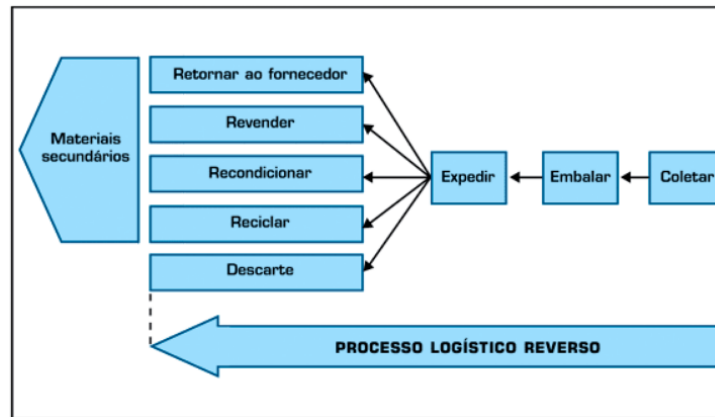 Retornar ao fornecedor
Materiais
secundários
Revender
Recondicionar
Expedir
Embalar
Coletar
Reciclar
Descarte
PROCESSO LOGÍSTICO REVERSO